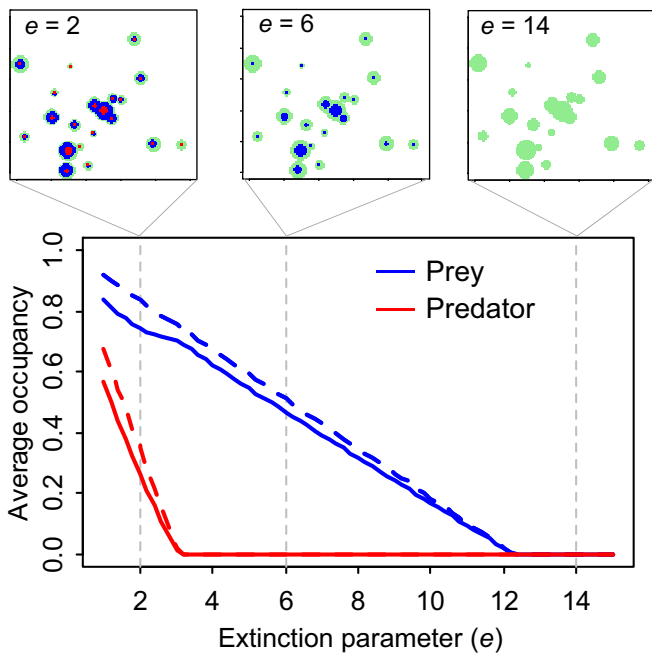 e = 2
e = 6
e = 14
Prey
Predator
Average occupancy
0.0
0.2
0.4
0.6
0.8
1.0
2
4
6
8
10
12
14
Extinction parameter (e)